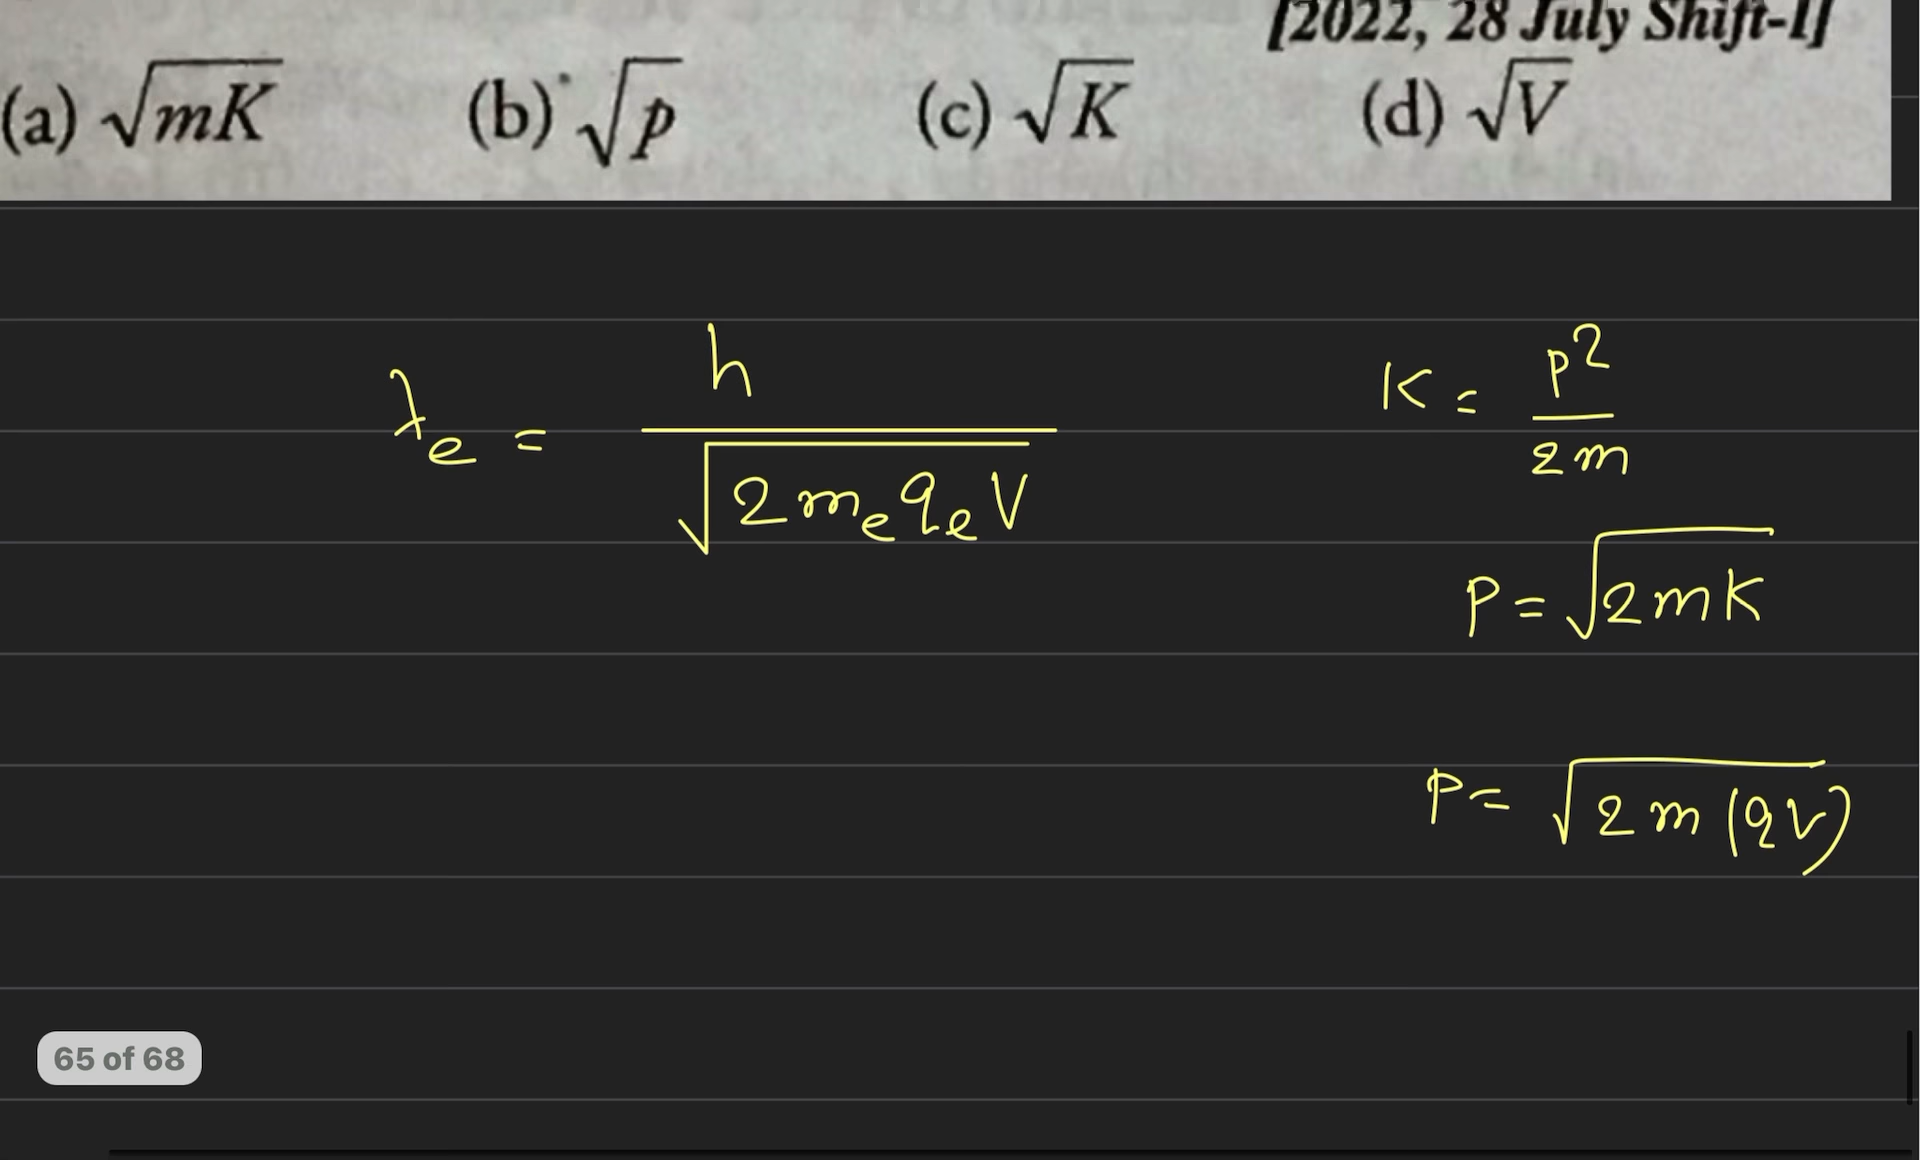 [2022, 28 July Shift-I]
(a) √mK (b) √p (c) √K (d) √V
λe = h / √2meqeV
K = p² / 2m
P = √2mK
P = √2m(qV)
65 of 68